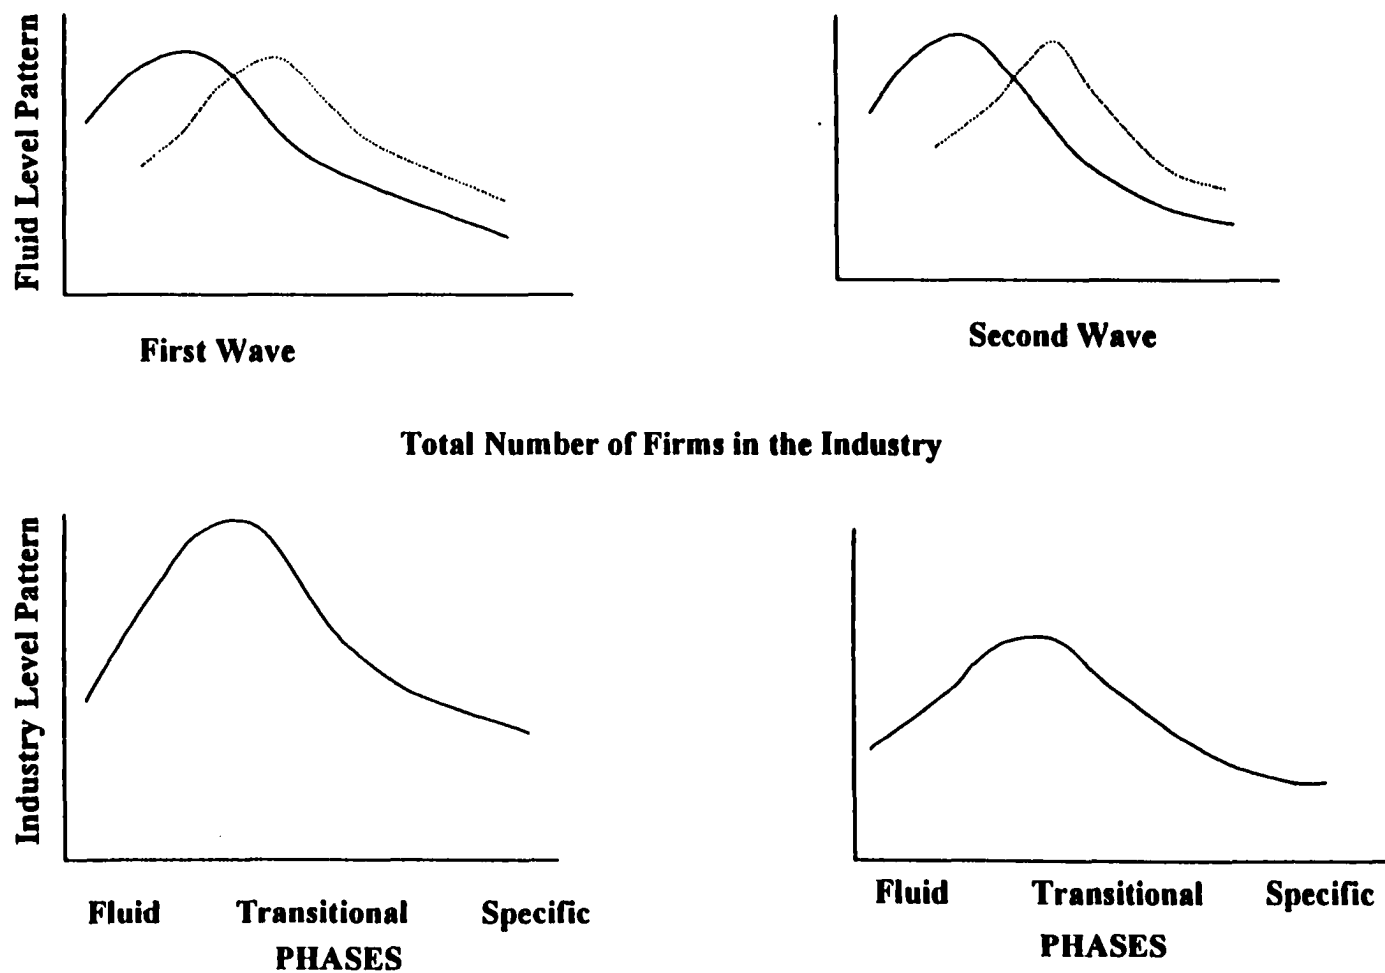 Fluid Level Pattern
First Wave
Second Wave
Total Number of Firms in the Industry
Industry Level Pattern
Fluid Transitional Specific
PHASES
Fluid Transitional Specific
PHASES